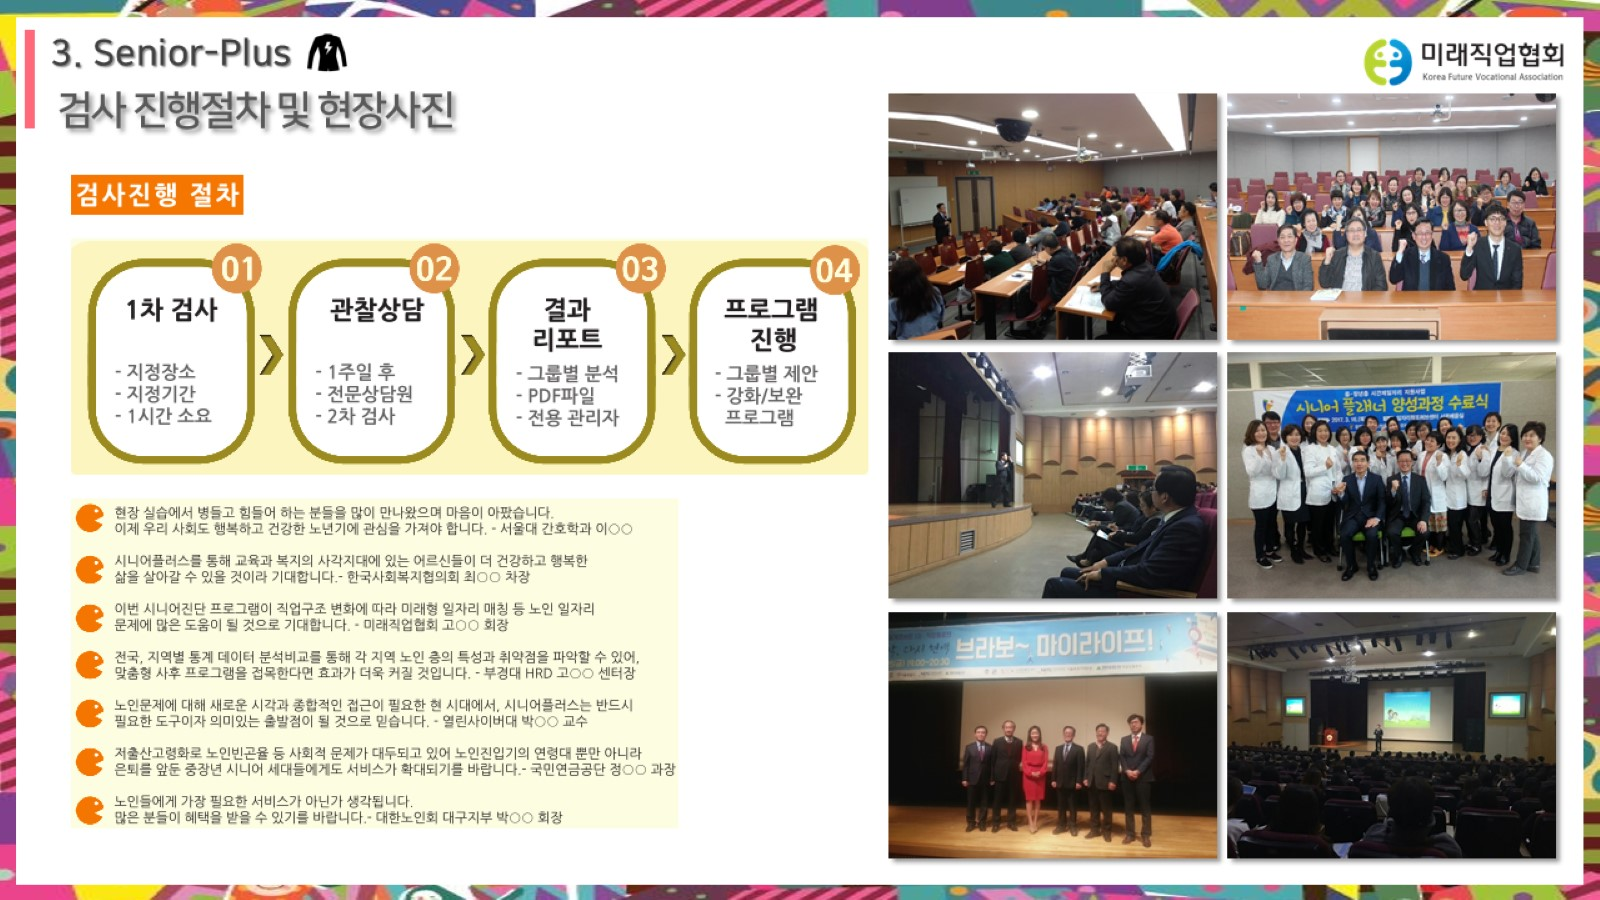 3. Senior-Plus
검사 진행절차 및 현장사진
미래직업협회
Korea Future Vocational Association
검사진행 절차
01
1차 검사
- 지정장소
- 지정기간
- 1시간 소요
02
관찰상담
- 1주일 후
- 전문상담원
- 2차 검사
03
결과
리포트
- 그룹별 분석
- PDF파일
- 전용 관리자
04
프로그램
진행
- 그룹별 제안
- 강화/보완
프로그램
현장 실습에서 병들고 힘들어 하는 분들을 많이 만나왔으며 마음이 아팠습니다.
이제 우리 사회도 행복하고 건강한 노년기에 관심을 가져야 합니다. - 서울대 간호학과 이○○
시니어플러스를 통해 교육과 복지의 사각지대에 있는 어르신들이 더 건강하고 행복한
삶을 살아갈 수 있을 것이라 기대합니다.- 한국사회복지협의회 최○○ 차장
이번 시니어진단 프로그램이 직업구조 변화에 따라 미래형 일자리 매칭 등 노인 일자리
문제에 많은 도움이 될 것으로 기대합니다. - 미래직업협회 고○○ 회장
전국, 지역별 통계 데이터 분석비교를 통해 각 지역 노인 층의 특성과 취약점을 파악할 수 있어,
맞춤형 사후 프로그램을 접목한다면 효과가 더욱 커질 것입니다. - 부경대 HRD 고○○ 센터장
노인문제에 대해 새로운 시각과 종합적인 접근이 필요한 현 시대에서, 시니어플러스는 반드시
필요한 도구이자 의미있는 출발점이 될 것으로 믿습니다. - 열린사이버대 박○○ 교수
저출산고령화로 노인빈곤율 등 사회적 문제가 대두되고 있어 노인진입기의 연령대 뿐만 아니라
은퇴를 앞둔 중장년 시니어 세대들에게도 서비스가 확대되기를 바랍니다.- 국민연금공단 정○○ 과장
노인들에게 가장 필요한 서비스가 아닌가 생각됩니다.
많은 분들이 혜택을 받을 수 있기를 바랍니다.- 대한노인회 대구지부 박○○ 회장
시니어 플래너 양성과정 수료식
브라보~ 마이라이프!